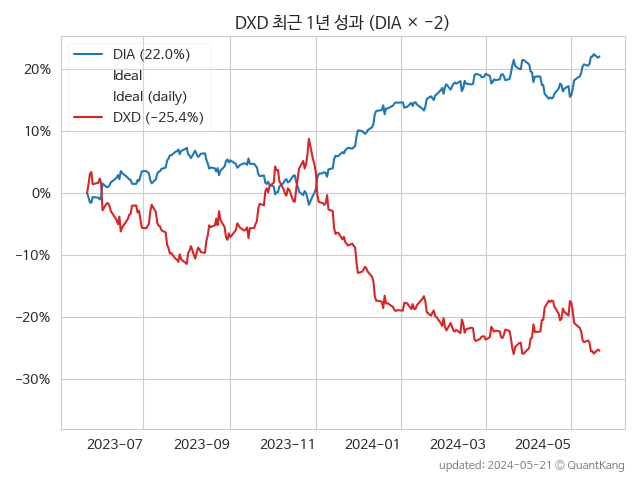 DXD 최근 1년 성과 (DIA × −2)
DIA (22.0%)
Ideal
Ideal (daily)
DXD (−25.4%)
20%
10%
0%
−10%
−20%
−30%
2023−07
2023−09
2023−11
2024−01
2024−03
2024−05
updated: 2024−05−21 © QuantKang